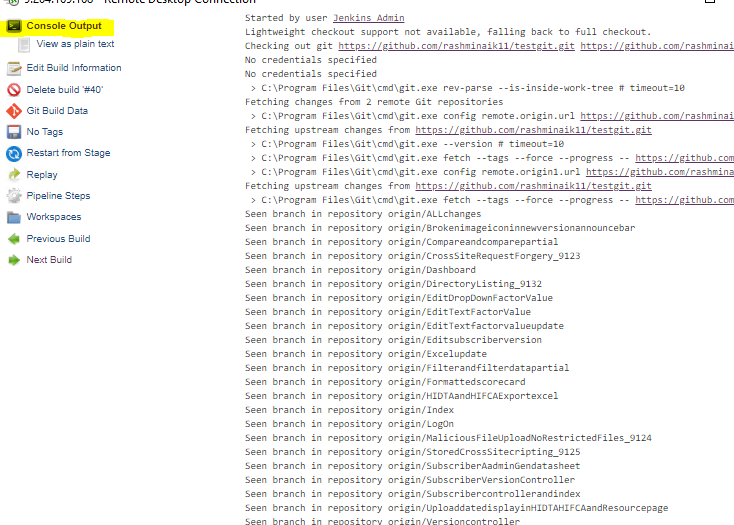 Remote Desktop Connection
Console Output
View as plain text
Edit Build Information
Delete build '#40'
Git Build Data
No Tags
Restart from Stage
Replay
Pipeline Steps
Workspaces
Previous Build
Next Build
Started by user Jenkins Admin
Lightweight checkout support not available, falling back to full checkout.
Checking out git https://github.com/rashminaik11/testgit.git https://github.com/rashminai
No credentials specified
No credentials specified
> C:\Program Files\Git\cmd\git.exe rev-parse --is-inside-work-tree # timeout=10
Fetching changes from 2 remote Git repositories
> C:\Program Files\Git\cmd\git.exe config remote.origin.url https://github.com/rashminai
Fetching upstream changes from https://github.com/rashminaik11/testgit.git
> C:\Program Files\Git\cmd\git.exe --version # timeout=10
> C:\Program Files\Git\cmd\git.exe fetch --tags --force --progress -- https://github.com
> C:\Program Files\Git\cmd\git.exe config remote.origin1.url https://github.com/rashmina
Fetching upstream changes from https://github.com/rashminaik11/testgit.git
> C:\Program Files\Git\cmd\git.exe fetch --tags --force --progress -- https://github.com
Seen branch in repository origin/ALLchanges
Seen branch in repository origin/Brokenimageiconinnewversionannouncebar
Seen branch in repository origin/Compareandcomparepartial
Seen branch in repository origin/CrossSiteRequestForgery_9123
Seen branch in repository origin/Dashboard
Seen branch in repository origin/DirectoryListing_9132
Seen branch in repository origin/EditDropDownFactorValue
Seen branch in repository origin/EditTextFactorValue
Seen branch in repository origin/EditTextfactorvalueupdate
Seen branch in repository origin/Editsubscriberversion
Seen branch in repository origin/Excelupdate
Seen branch in repository origin/Filterandfilterdatapartial
Seen branch in repository origin/Formattedscorecard
Seen branch in repository origin/HIDTAandHIFCAExportexcel
Seen branch in repository origin/Index
Seen branch in repository origin/LogOn
Seen branch in repository origin/MaliciousFileUploadNoRestrictedFiles_9124
Seen branch in repository origin/StoredCrossSitecripting_9125
Seen branch in repository origin/SubscriberAadminGendatasheet
Seen branch in repository origin/SubscriberVersionController
Seen branch in repository origin/Subscribercontrollerandindex
Seen branch in repository origin/UploaddatedisplayinHIDTAHIFCAandResourcepage
Seen branch in repository origin/Versioncontroller